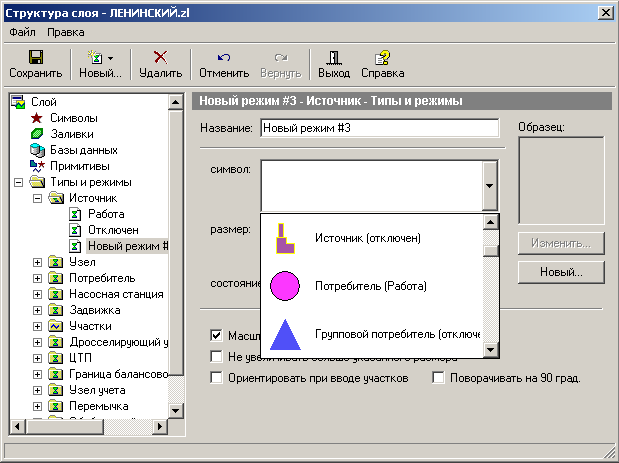 Структура слоя - ЛЕНИНСКИЙ.zl
Файл Правка
Сохранить Новый... Удалить Отменить Вернуть Выход Справка
Слой
Символы
Заливки
Базы данных
Примитивы
Типы и режимы
Источник
Работа
Отключен
Новый режим #
Узел
Потребитель
Насосная станция
Задвижка
Участки
Дросселирующий у
ЦТП
Граница балансово
Узел учета
Перемычка
Новый режим #3 - Источник - Типы и режимы
Название: Новый режим #3
Образец:
символ:
Источник (отключен)
Потребитель (Работа)
Групповой потребитель (отключе
размер:
состояние
Изменить...
Новый...
Масш
Не увеличивать больше указанного размера
Ориентировать при вводе участков Поворачивать на 90 град.